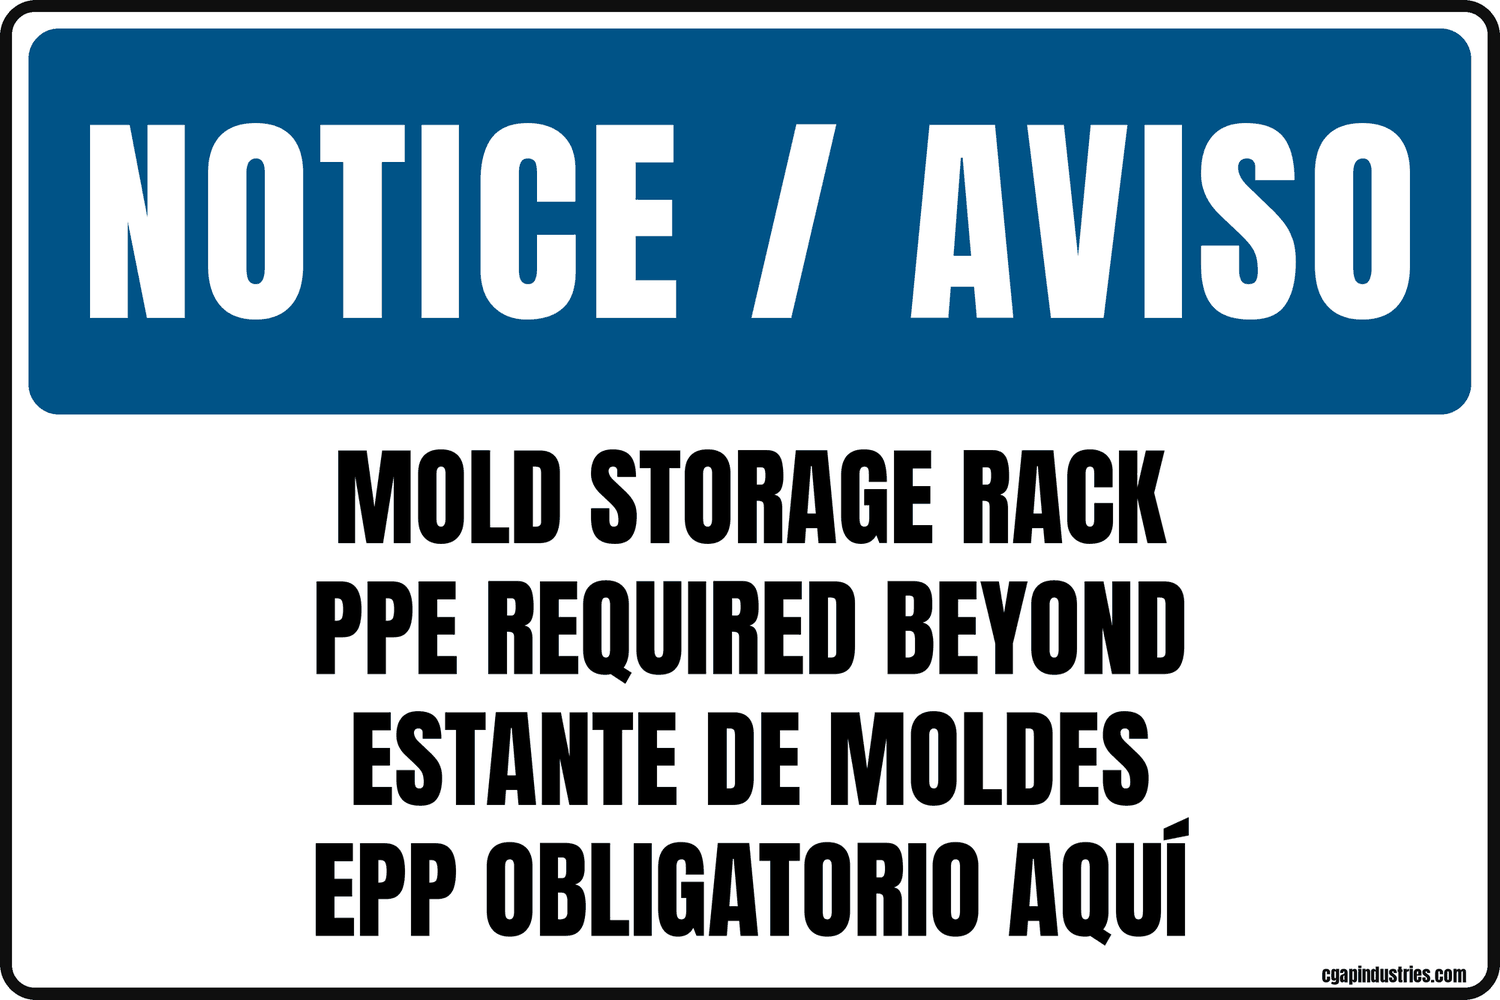 NOTICE / AVISO
MOLD STORAGE RACK
PPE REQUIRED BEYOND
ESTANTE DE MOLDES
EPP OBLIGATORIO AQUÍ
cgapindustries.com